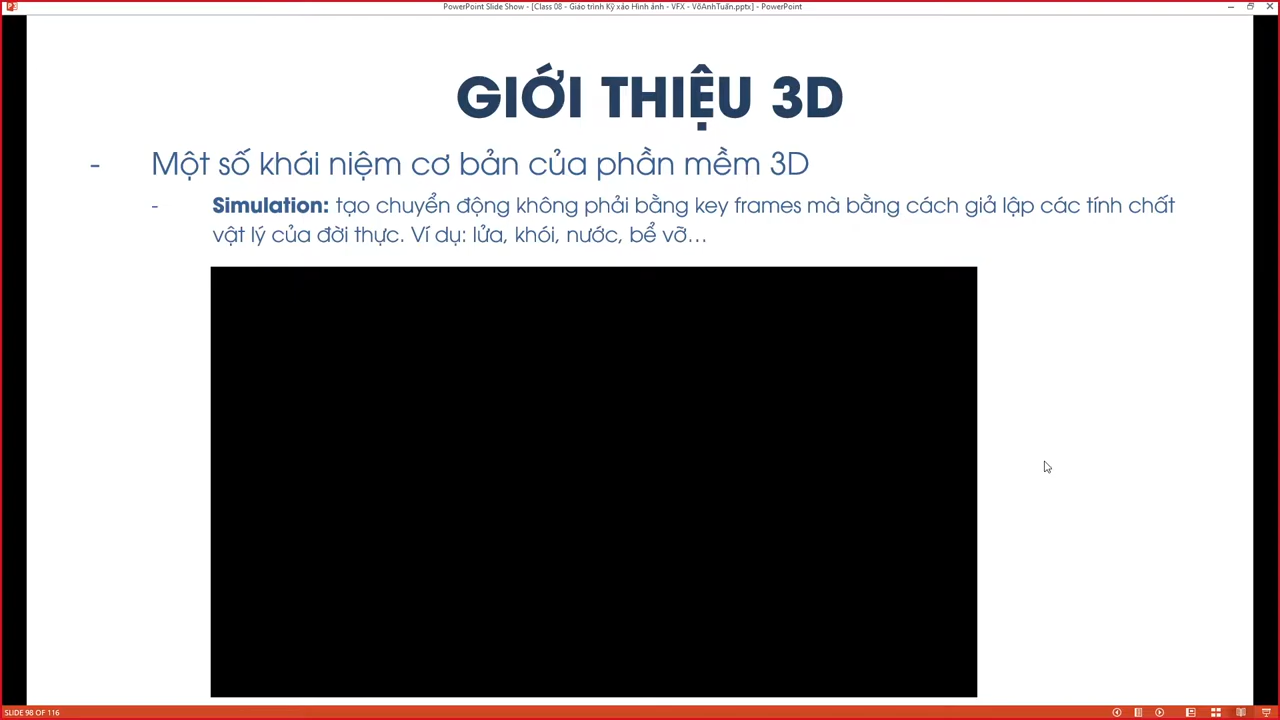 PowerPoint Slide Show - [Class 08 - Giáo trình Kỹ xảo Hình ảnh - VFX - VõAnhTuấn.pptx] - PowerPoint
GIỚI THIỆU 3D
- Một số khái niệm cơ bản của phần mềm 3D
- Simulation: tạo chuyển động không phải bằng key frames mà bằng cách giả lập các tính chất
vật lý của đời thực. Ví dụ: lửa, khói, nước, bể vỡ...
SLIDE 98 OF 116